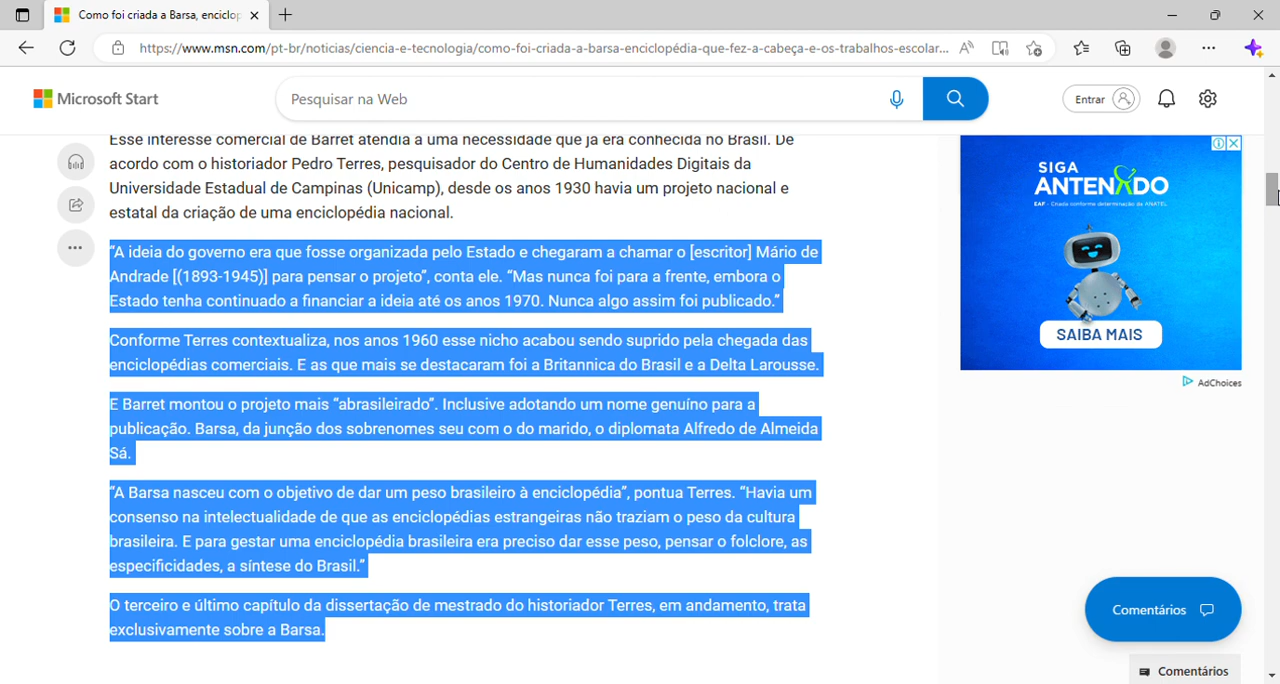 Como foi criada a Barsa, enciclop
https://www.msn.com/pt-br/noticias/ciencia-e-tecnologia/como-foi-criada-a-barsa-enciclopédia-que-fez-a-cabeça-e-os-trabalhos-escolar...
Microsoft Start
Pesquisar na Web
Entrar
Esse interesse comercial de Barret atendia a uma necessidade que já era conhecida no Brasil. De
acordo com o historiador Pedro Terres, pesquisador do Centro de Humanidades Digitais da
Universidade Estadual de Campinas (Unicamp), desde os anos 1930 havia um projeto nacional e
estatal da criação de uma enciclopédia nacional.
“A ideia do governo era que fosse organizada pelo Estado e chegaram a chamar o [escritor] Mário de
Andrade [(1893-1945)] para pensar o projeto”, conta ele. “Mas nunca foi para a frente, embora o
Estado tenha continuado a financiar a ideia até os anos 1970. Nunca algo assim foi publicado.”
Conforme Terres contextualiza, nos anos 1960 esse nicho acabou sendo suprido pela chegada das
enciclopédias comerciais. E as que mais se destacaram foi a Britannica do Brasil e a Delta Larousse.
E Barret montou o projeto mais “abrasileirado”. Inclusive adotando um nome genuíno para a
publicação. Barsa, da junção dos sobrenomes seu com o do marido, o diplomata Alfredo de Almeida
Sá.
“A Barsa nasceu com o objetivo de dar um peso brasileiro à enciclopédia”, pontua Terres. “Havia um
consenso na intelectualidade de que as enciclopédias estrangeiras não traziam o peso da cultura
brasileira. E para gestar uma enciclopédia brasileira era preciso dar esse peso, pensar o folclore, as
especificidades, a síntese do Brasil.”
O terceiro e último capítulo da dissertação de mestrado do historiador Terres, em andamento, trata
exclusivamente sobre a Barsa.
SIGA
ANTENADO
EAF - Criada conforme determinação da ANATEL
SAIBA MAIS
AdChoices
Comentários
Comentários